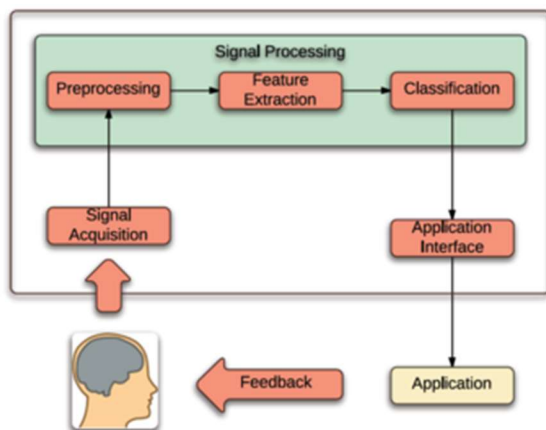 Signal Processing
Preprocessing
Feature
Extraction
Classification
Signal
Acquisition
Application
Interface
Feedback
Application